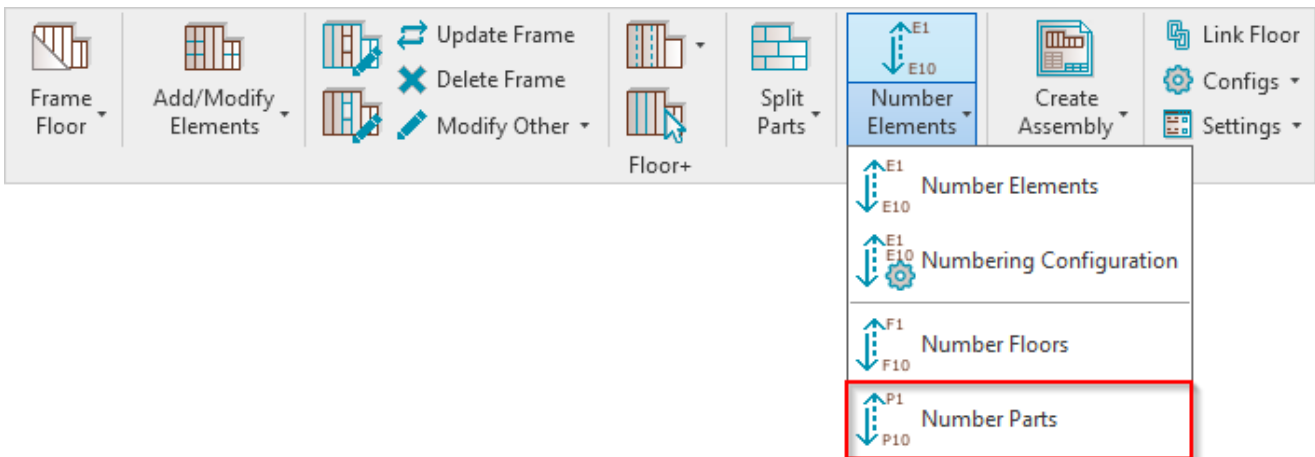 Frame
Floor
Add/Modify
Elements
Update Frame
Delete Frame
Modify Other
Split
Parts
E1
E10
Number
Elements
Create
Assembly
Link Floor
Configs
Settings
Floor+
E1
E10
Number Elements
E1
E10
Numbering Configuration
F1
F10
Number Floors
P1
P10
Number Parts